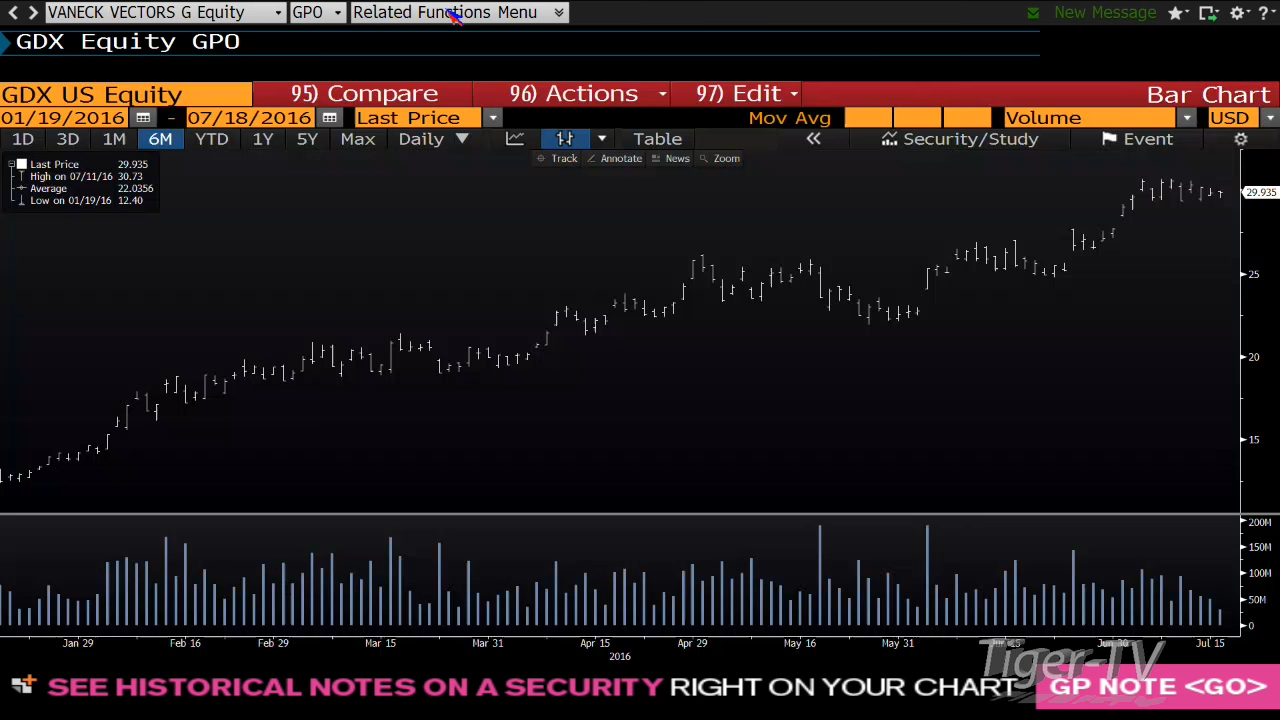 VANECK VECTORS G Equity GPO Related Functions Menu New Message
GDX Equity GPO
GDX US Equity 95) Compare 96) Actions 97) Edit Bar Chart
01/19/2016 - 07/18/2016 Last Price Mov Avg Volume USD
1D 3D 1M 6M YTD 1Y 5Y Max Daily Table Security/Study Event
Track Annotate News Zoom
Last Price 29.935
High on 07/11/16 30.73
Average 22.0356
Low on 01/19/16 12.40
29.935
25
20
15
200M
150M
100M
50M
0
Jan 29 Feb 16 Feb 29 Mar 15 Mar 31 Apr 15 Apr 29 May 16 May 31 Jun 15 Jun 30 Jul 15
2016
Tiger-TV
SEE HISTORICAL NOTES ON A SECURITY RIGHT ON YOUR CHART GP NOTE <GO>